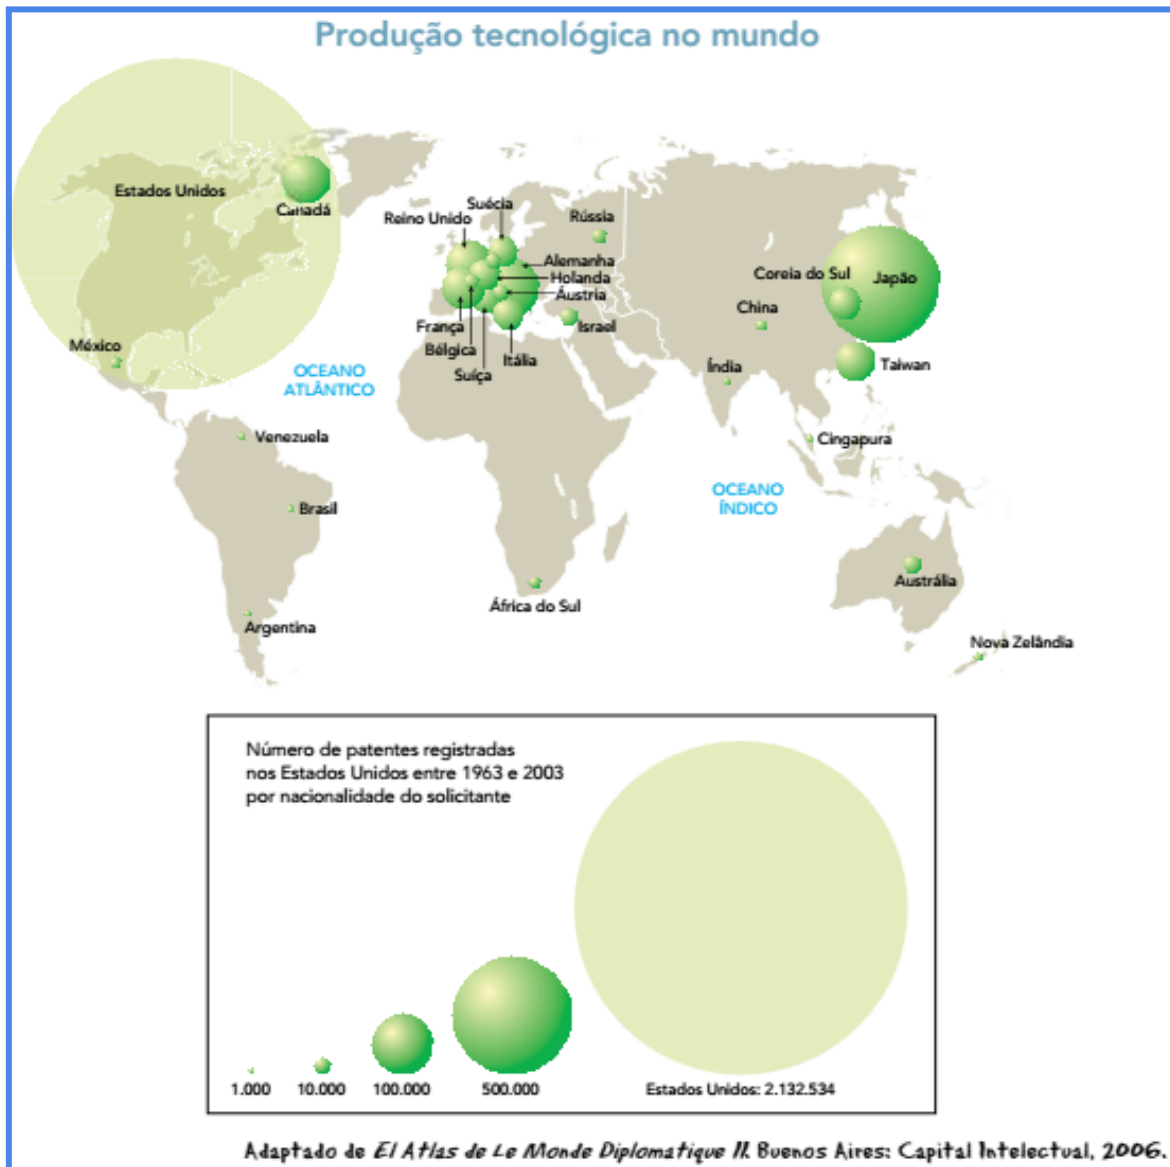 Produção tecnológica no mundo
Estados Unidos
Canadá
México
OCEANO
ATLÂNTICO
Venezuela
Brasil
Argentina
Reino Unido
Suécia
Rússia
Alemanha
Holanda
Áustria
França
Bélgica
Suíça
Itália
Israel
África do Sul
Coreia do Sul
Japão
China
Taiwan
Índia
Cingapura
OCEANO
ÍNDICO
Austrália
Nova Zelândia
Número de patentes registradas
nos Estados Unidos entre 1963 e 2003
por nacionalidade do solicitante
1.000 10.000 100.000 500.000 Estados Unidos: 2.132.534
Adaptado de El Atlas de Le Monde Diplomatique II. Buenos Aires: Capital Intelectual, 2006.